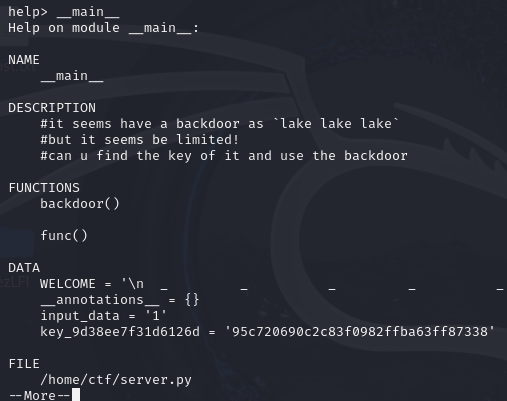 help> __main__
Help on module __main__:
NAME
__main__
DESCRIPTION
#it seems have a backdoor as `lake lake lake`
#but it seems be limited!
#can u find the key of it and use the backdoor
FUNCTIONS
backdoor()
func()
DATA
WELCOME = '\n  _         _          _         _              _
__annotations__ = {}
input_data = '1'
key_9d38ee7f31d6126d = '95c720690c2c83f0982ffba63ff87338'
FILE
/home/ctf/server.py
--More--